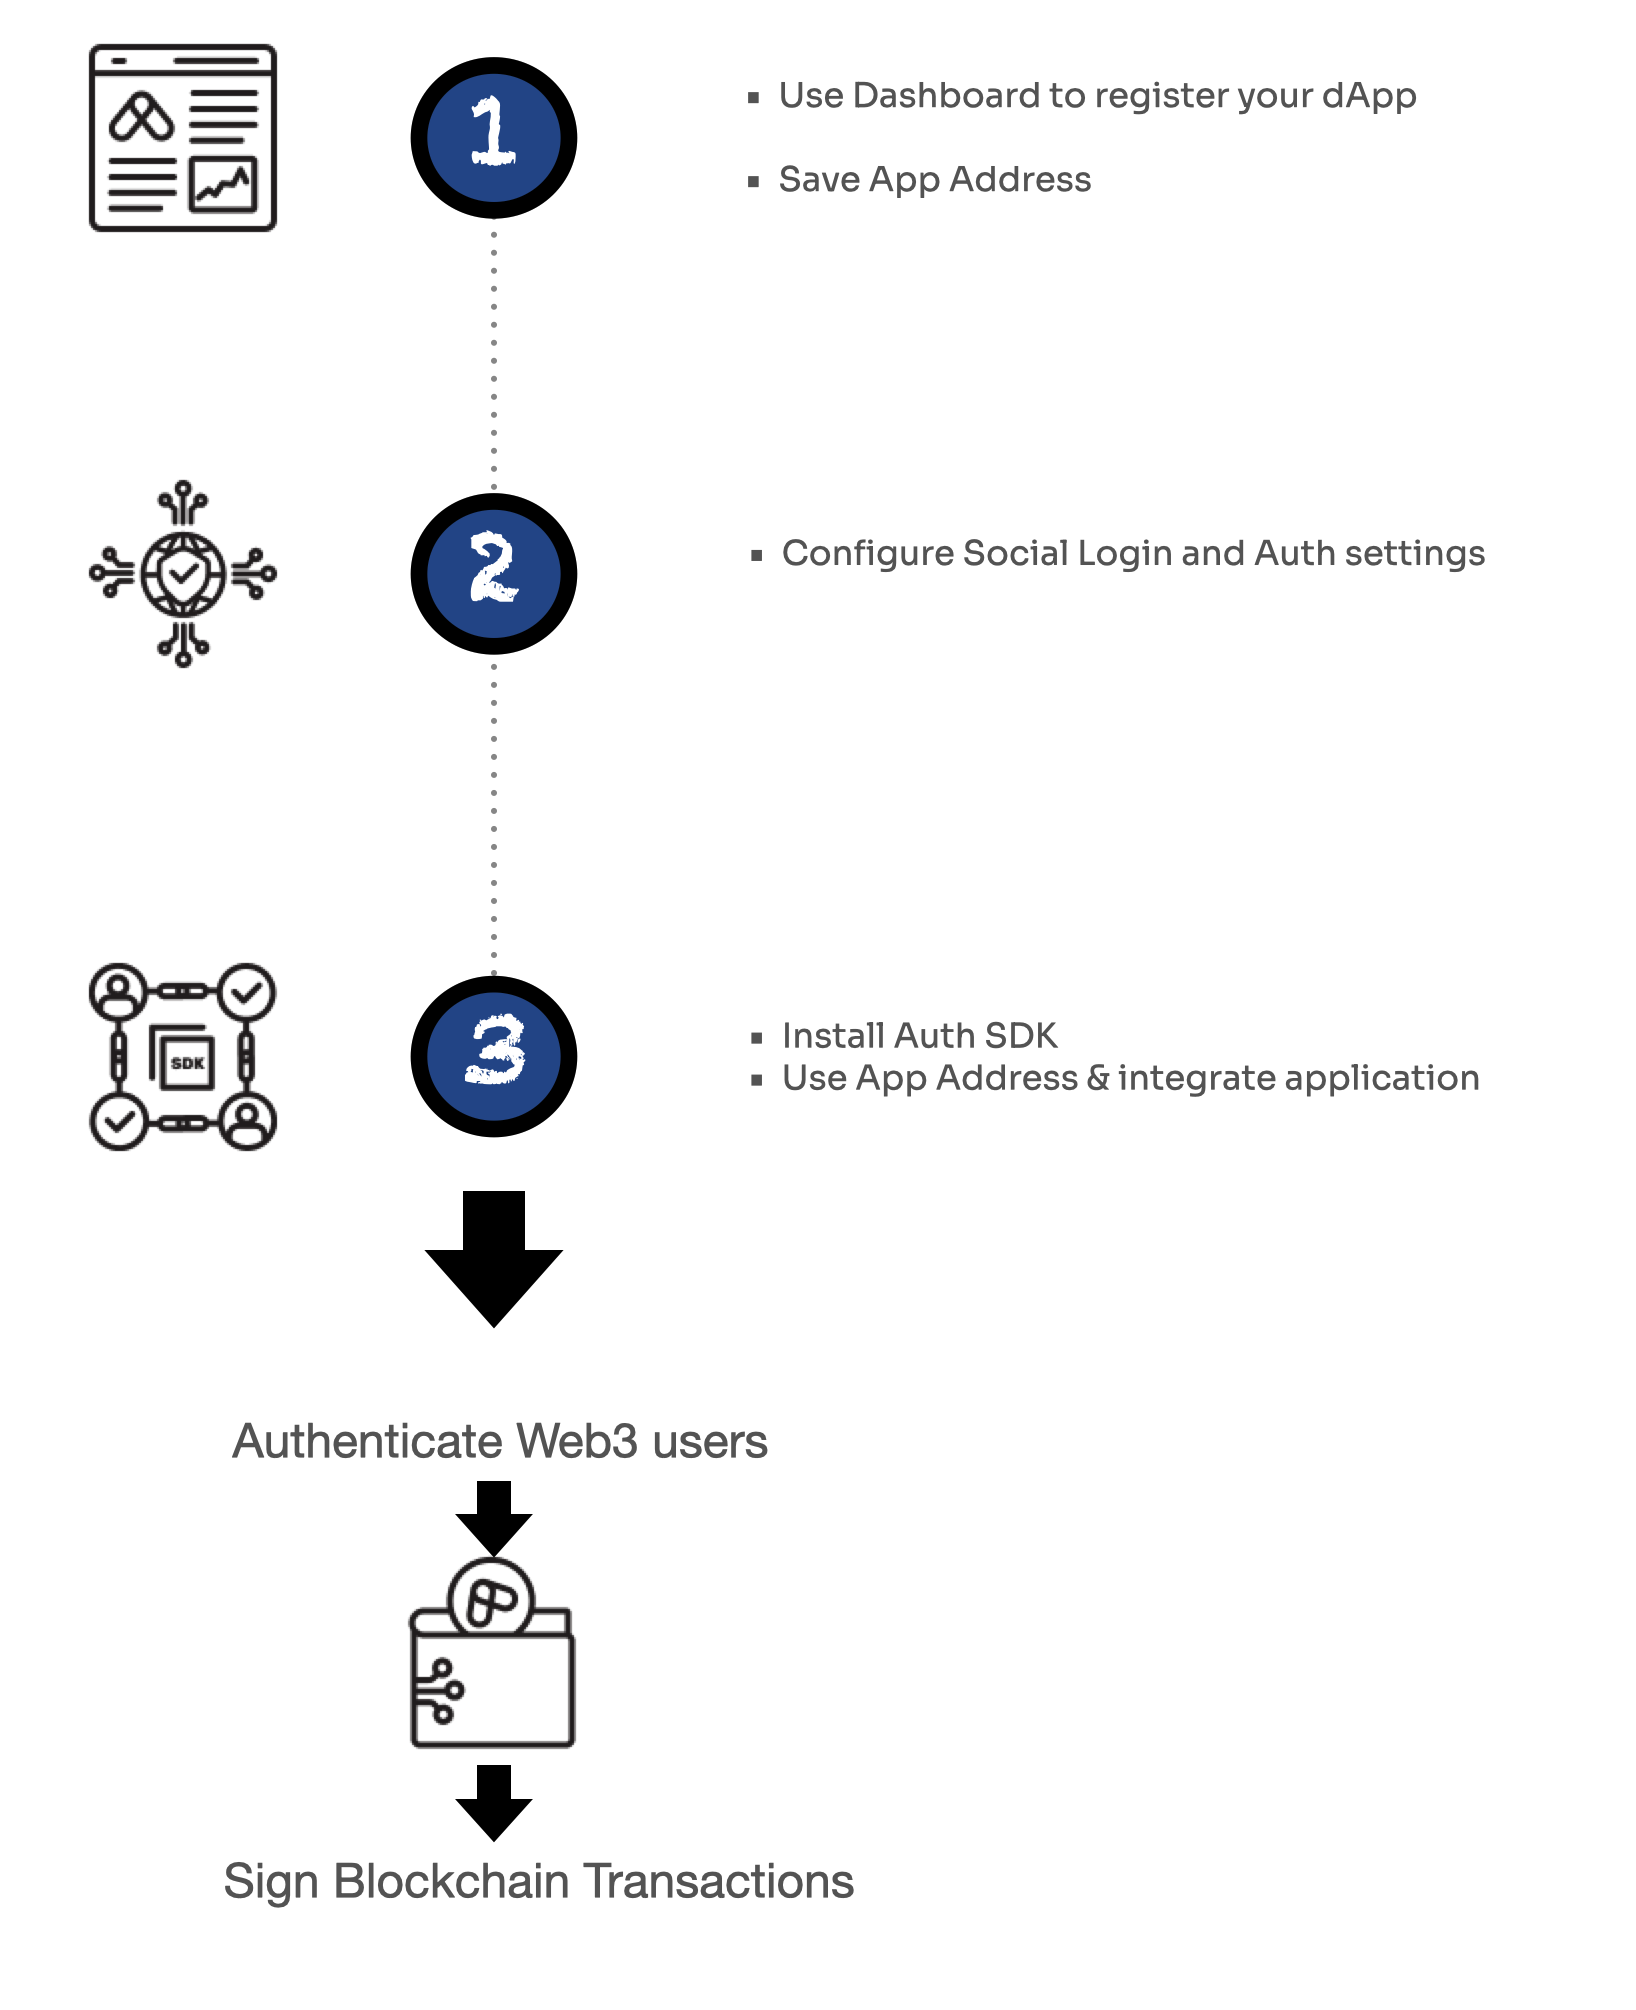 1
▪ Use Dashboard to register your dApp
▪ Save App Address
2
▪ Configure Social Login and Auth settings
SDK
3
▪ Install Auth SDK
▪ Use App Address & integrate application
Authenticate Web3 users
Sign Blockchain Transactions